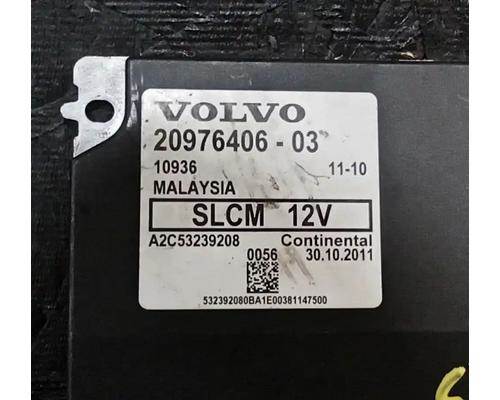 VOLVO
20976406 - 03
10936 11-10
MALAYSIA
SLCM 12V
A2C53239208 Continental
0056 30.10.2011
532392080BA1E00381147500